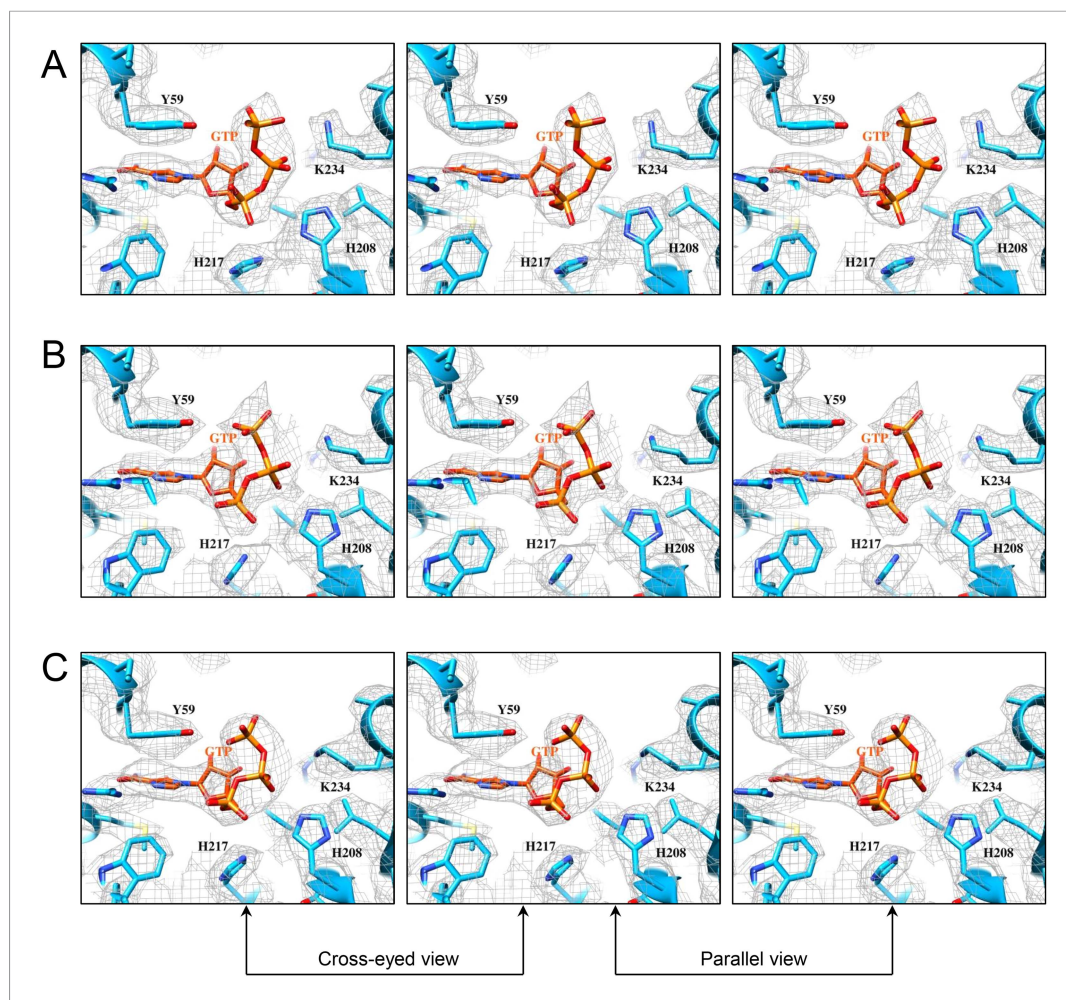 A
Y59
GTP
K234
H208
H217
Y59
GTP
K234
H208
H217
Y59
GTP
K234
H208
H217
B
Y59
GTP
K234
H217
H208
Y59
GTP
K234
H217
H208
Y59
GTP
K234
H217
H208
C
Y59
GTP
K234
H217
H208
Y59
GTP
K234
H217
H208
Y59
GTP
K234
H217
H208
Cross-eyed view
Parallel view